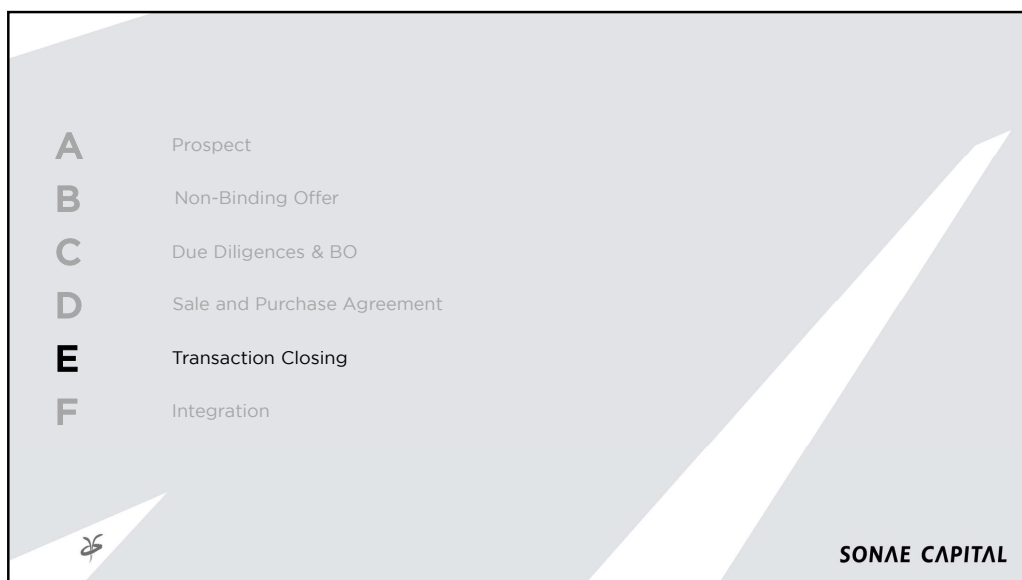 A Prospect
B Non-Binding Offer
C Due Diligences & BO
D Sale and Purchase Agreement
E Transaction Closing
F Integration
SONAE CAPITAL